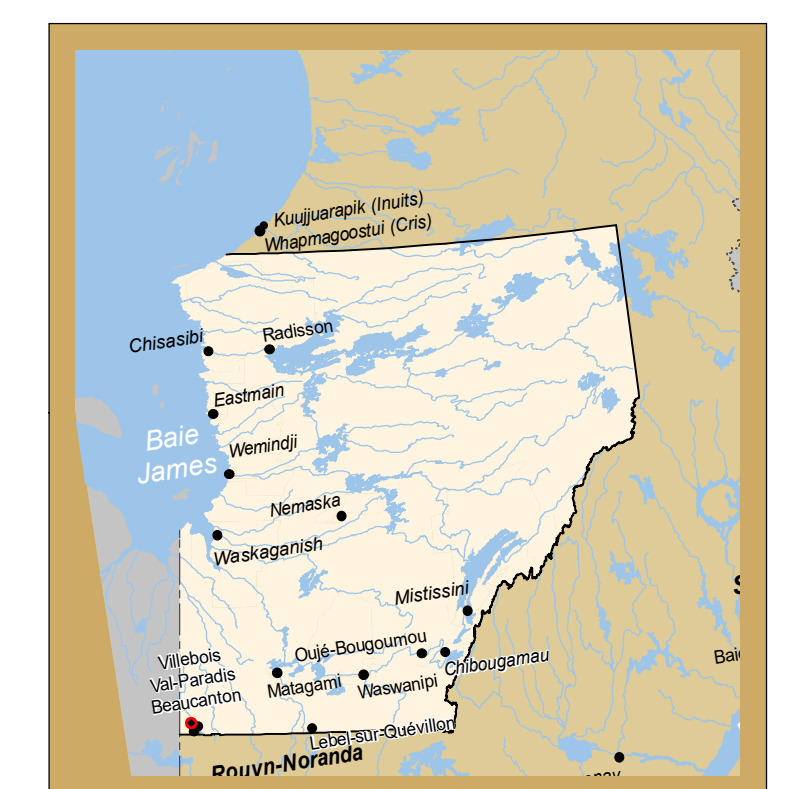 Kuujjuarapik (Inuits)
Whapmagoostui (Cris)
Radisson
Chisasibi
Eastmain
Baie
James
Wemindji
Nemaska
Waskaganish
Mistissini
Oujé-Bougoumou
Chibougamau
Villebois
Val-Paradis
Beaucanton
Matagami
Waswanipi
Lebel-sur-Quévillon
Rouyn-Noranda